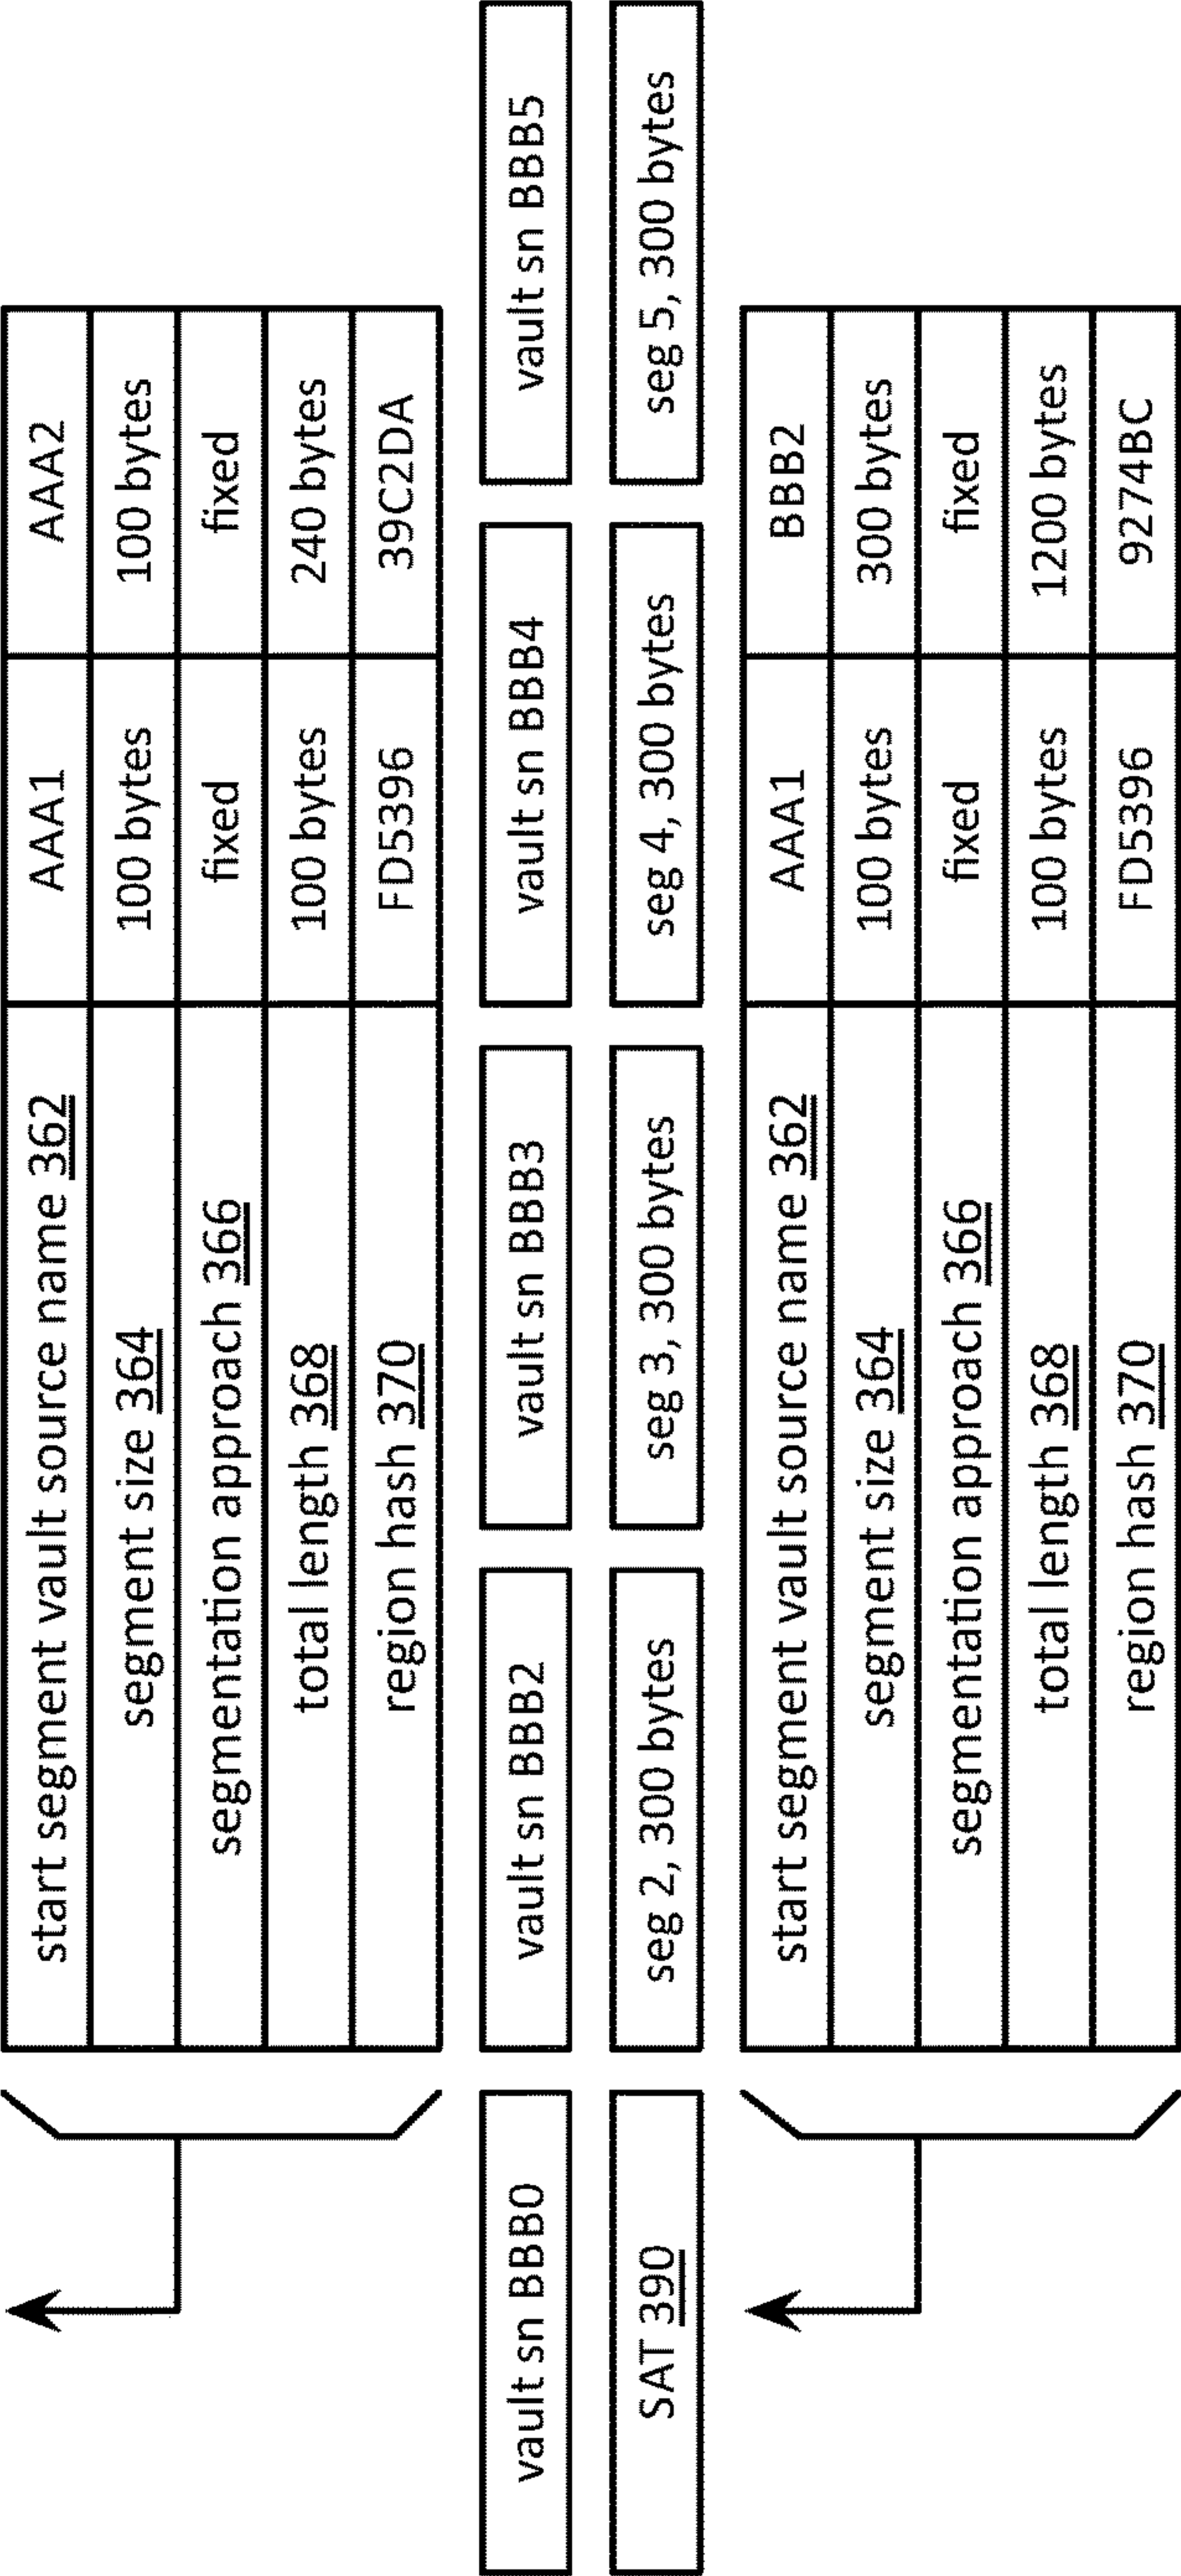 start segment vault source name 362 AAA1 AAA2
segment size 364 100 bytes 100 bytes
segmentation approach 366 fixed fixed
total length 368 100 bytes 240 bytes
region hash 370 FD5396 39C2DA
vault sn BBB0 vault sn BBB2 vault sn BBB3 vault sn BBB4 vault sn BBB5
SAT 390 seg 2, 300 bytes seg 3, 300 bytes seg 4, 300 bytes seg 5, 300 bytes
start segment vault source name 362 AAA1 BBB2
segment size 364 100 bytes 300 bytes
segmentation approach 366 fixed fixed
total length 368 100 bytes 1200 bytes
region hash 370 FD5396 9274BC